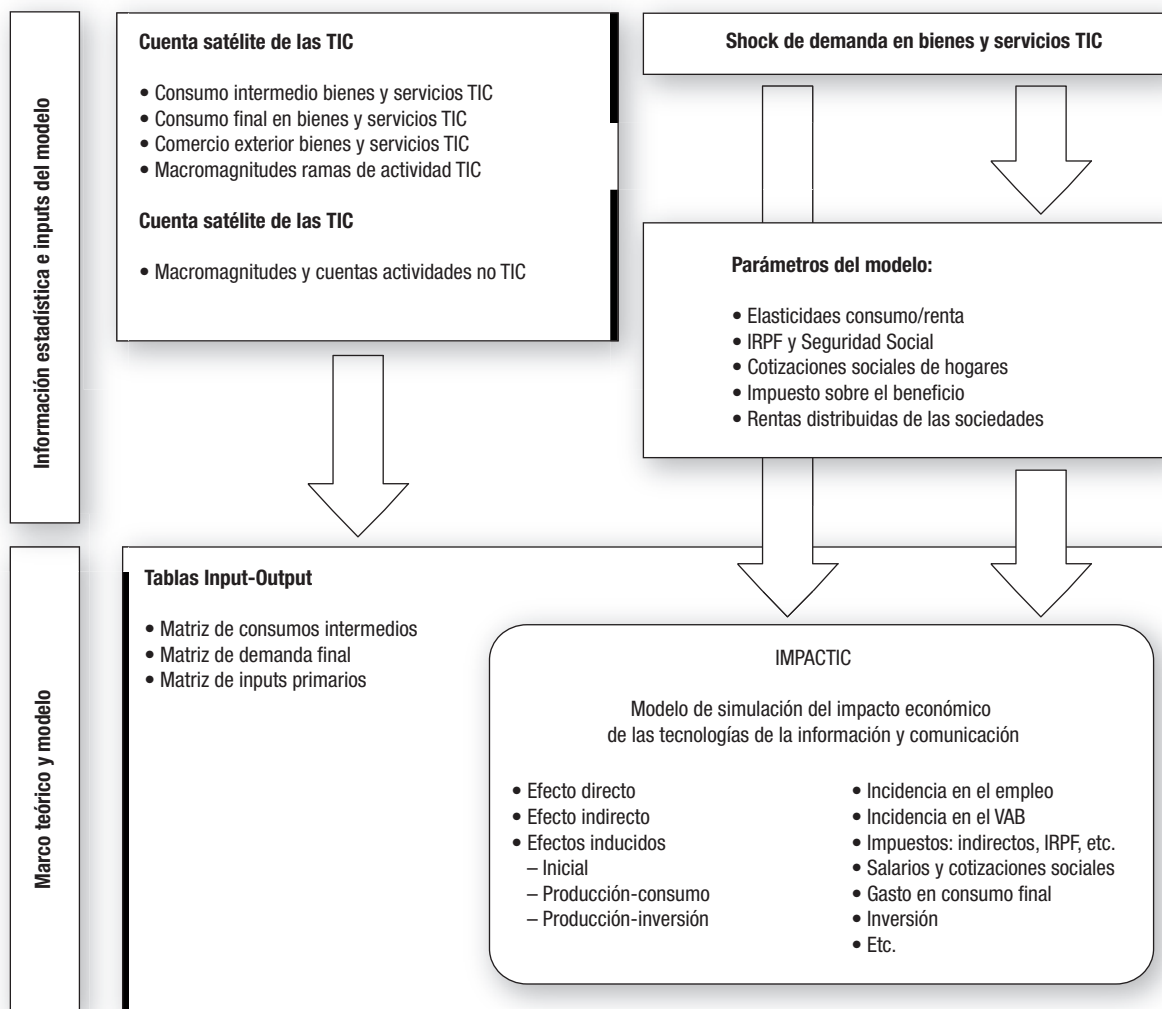 Información estadística e inputs del modelo
Cuenta satélite de las TIC
• Consumo intermedio bienes y servicios TIC
• Consumo final en bienes y servicios TIC
• Comercio exterior bienes y servicios TIC
• Macromagnitudes ramas de actividad TIC
Cuenta satélite de las TIC
• Macromagnitudes y cuentas actividades no TIC
Shock de demanda en bienes y servicios TIC
Parámetros del modelo:
• Elasticidaes consumo/renta
• IRPF y Seguridad Social
• Cotizaciones sociales de hogares
• Impuesto sobre el beneficio
• Rentas distribuidas de las sociedades
Marco teórico y modelo
Tablas Input-Output
• Matriz de consumos intermedios
• Matriz de demanda final
• Matriz de inputs primarios
IMPACTIC
Modelo de simulación del impacto económico
de las tecnologías de la información y comunicación
• Efecto directo
• Efecto indirecto
• Efectos inducidos
– Inicial
– Producción-consumo
– Producción-inversión
• Incidencia en el empleo
• Incidencia en el VAB
• Impuestos: indirectos, IRPF, etc.
• Salarios y cotizaciones sociales
• Gasto en consumo final
• Inversión
• Etc.